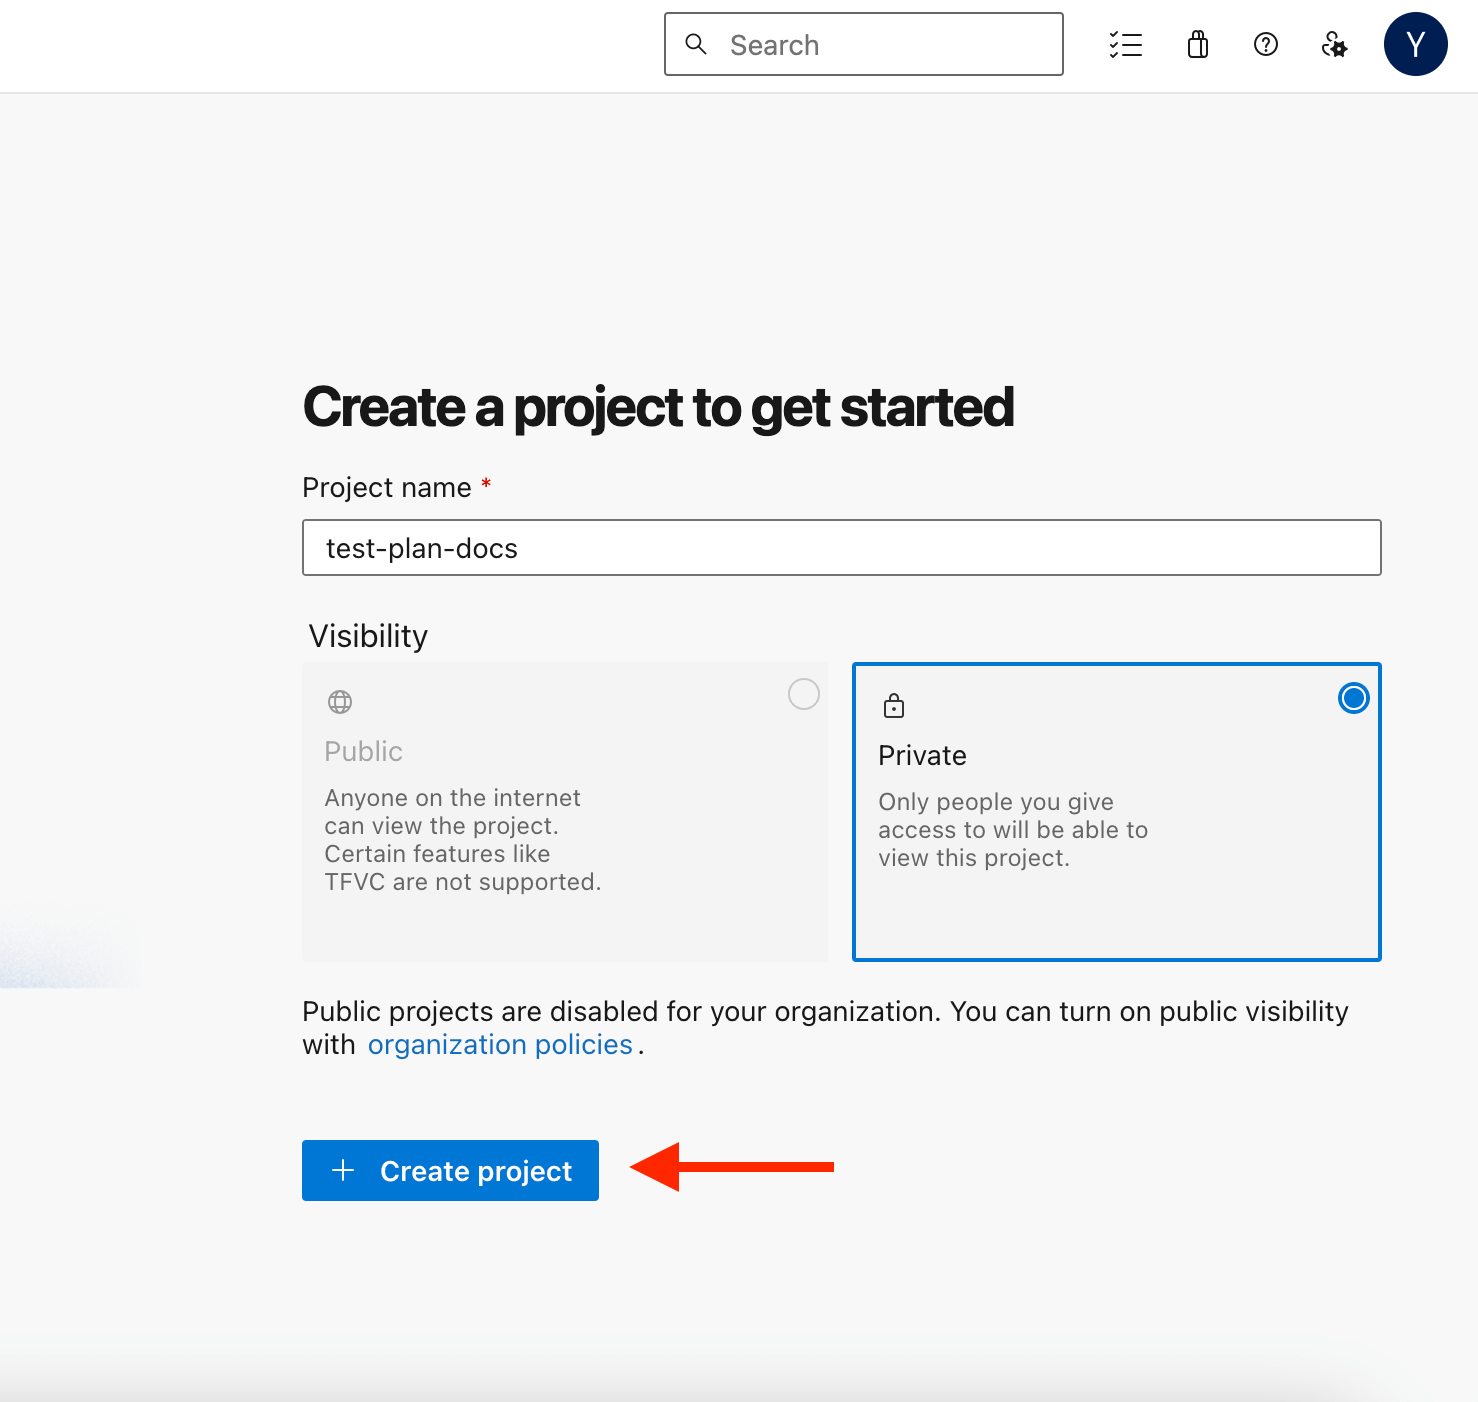 Search
Y
Create a project to get started
Project name *
test-plan-docs
Visibility
Public
Anyone on the internet
can view the project.
Certain features like
TFVC are not supported.
Private
Only people you give
access to will be able to
view this project.
Public projects are disabled for your organization. You can turn on public visibility
with organization policies.
+ Create project